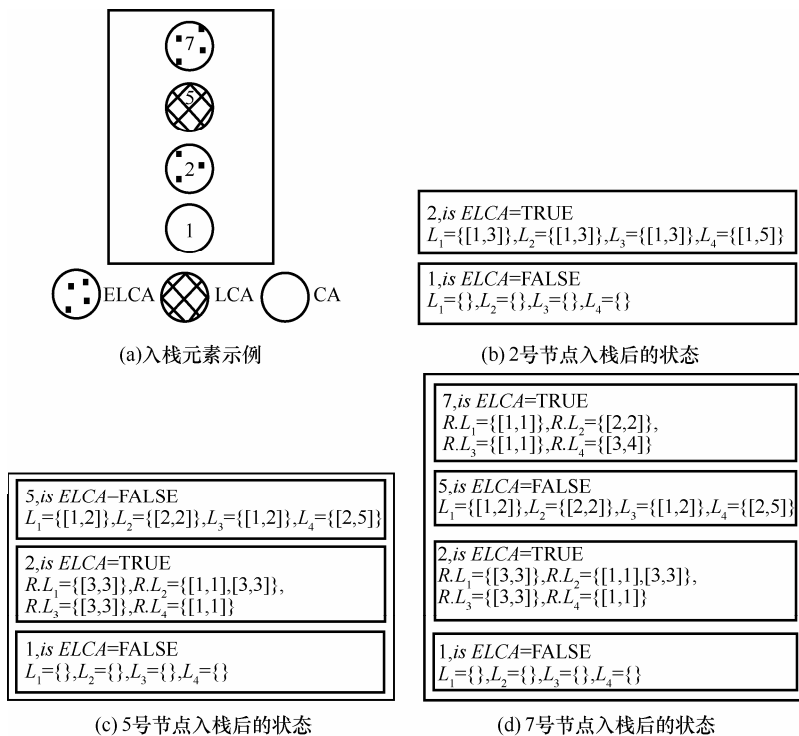 7
5
2
1
ELCA
LCA
CA
(a)入栈元素示例
2,is ELCA=TRUE
L₁={[1,3]},L₂={[1,3]},L₃={[1,3]},L₄={[1,5]}
1,is ELCA=FALSE
L₁={},L₂={},L₃={},L₄={}
(b) 2号节点入栈后的状态
5,is ELCA−FALSE
L₁={[1,2]},L₂={[2,2]},L₃={[1,2]},L₄={[2,5]}
2,is ELCA=TRUE
R.L₁={[3,3]},R.L₂={[1,1],[3,3]},
R.L₃={[3,3]},R.L₄={[1,1]}
1,is ELCA=FALSE
L₁={},L₂={},L₃={},L₄={}
(c) 5号节点入栈后的状态
7,is ELCA=TRUE
R.L₁={[1,1]},R.L₂={[2,2]},
R.L₃={[1,1]},R.L₄={[3,4]}
5,is ELCA=FALSE
L₁={[1,2]},L₂={[2,2]},L₃={[1,2]},L₄={[2,5]}
2,is ELCA=TRUE
R.L₁={[3,3]},R.L₂={[1,1],[3,3]},
R.L₃={[3,3]},R.L₄={[1,1]}
1,is ELCA=FALSE
L₁={},L₂={},L₃={},L₄={}
(d) 7号节点入栈后的状态